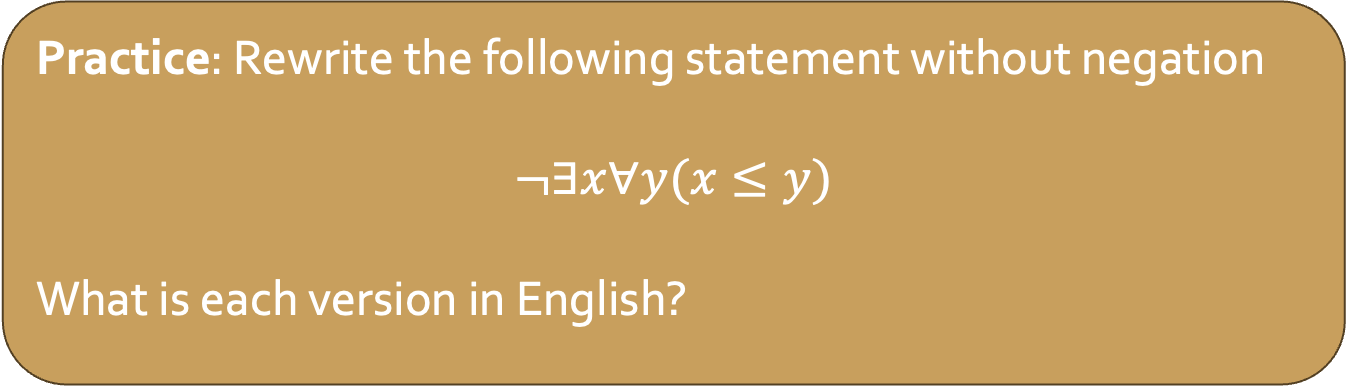 Practice: Rewrite the following statement without negation
¬∃𝑥∀𝑦(𝑥 ≤ 𝑦)
What is each version in English?